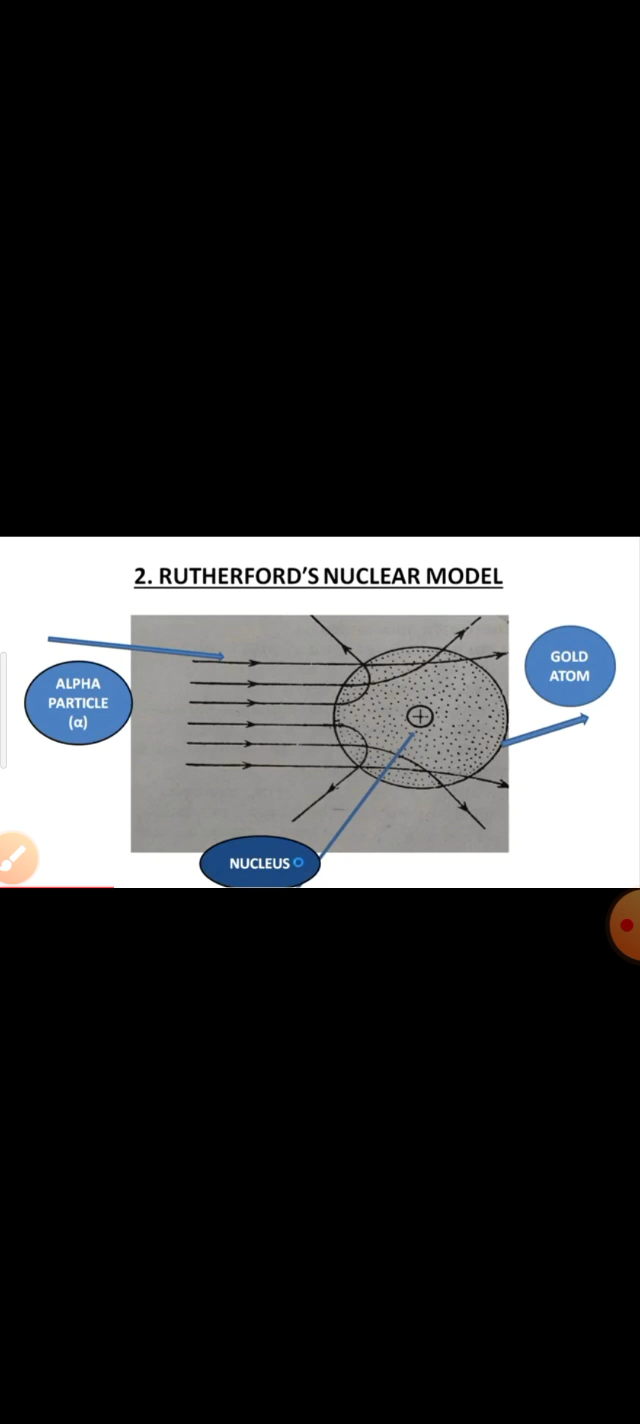 2. RUTHERFORD'S NUCLEAR MODEL
ALPHA
PARTICLE
(α)
GOLD
ATOM
+
NUCLEUS